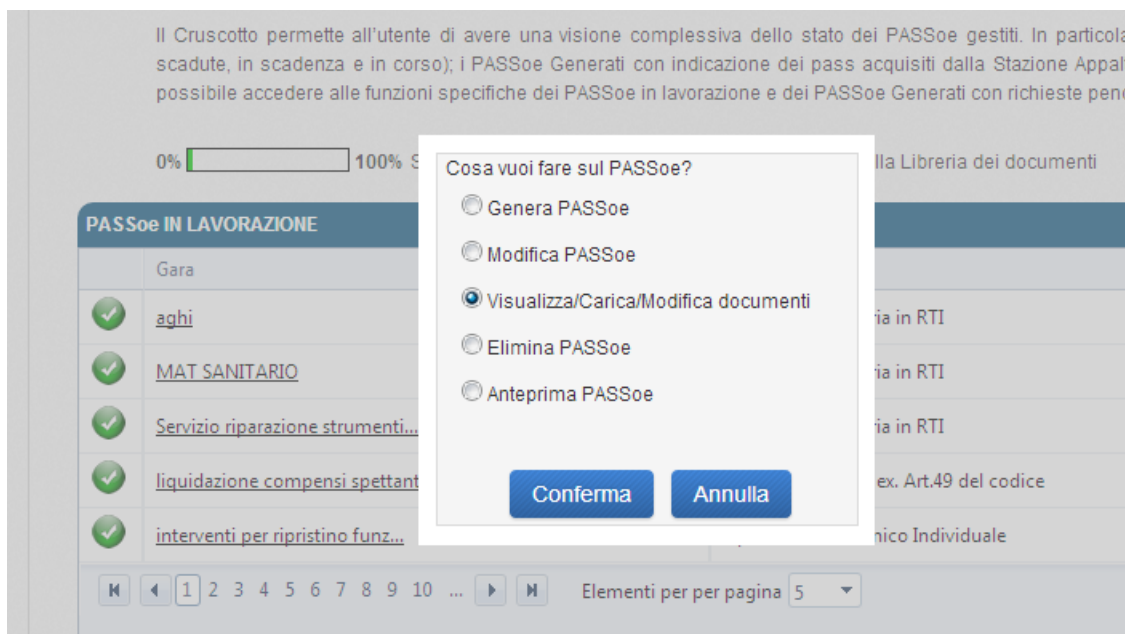 Il Cruscotto permette all'utente di avere una visione complessiva dello stato dei PASSoe gestiti. In particola
scadute, in scadenza e in corso); i PASSoe Generati con indicazione dei pass acquisiti dalla Stazione Appal
possibile accedere alle funzioni specifiche dei PASSoe in lavorazione e dei PASSoe Generati con richieste pen
0% 100% S lla Libreria dei documenti
Cosa vuoi fare sul PASSoe?
Genera PASSoe
Modifica PASSoe
Visualizza/Carica/Modifica documenti
Elimina PASSoe
Anteprima PASSoe
Conferma Annulla
PASSoe IN LAVORAZIONE
Gara
aghi ria in RTI
MAT SANITARIO ria in RTI
Servizio riparazione strumenti... ria in RTI
liquidazione compensi spettant ex. Art.49 del codice
interventi per ripristino funz... nico Individuale
1 2 3 4 5 6 7 8 9 10 ... Elementi per per pagina 5